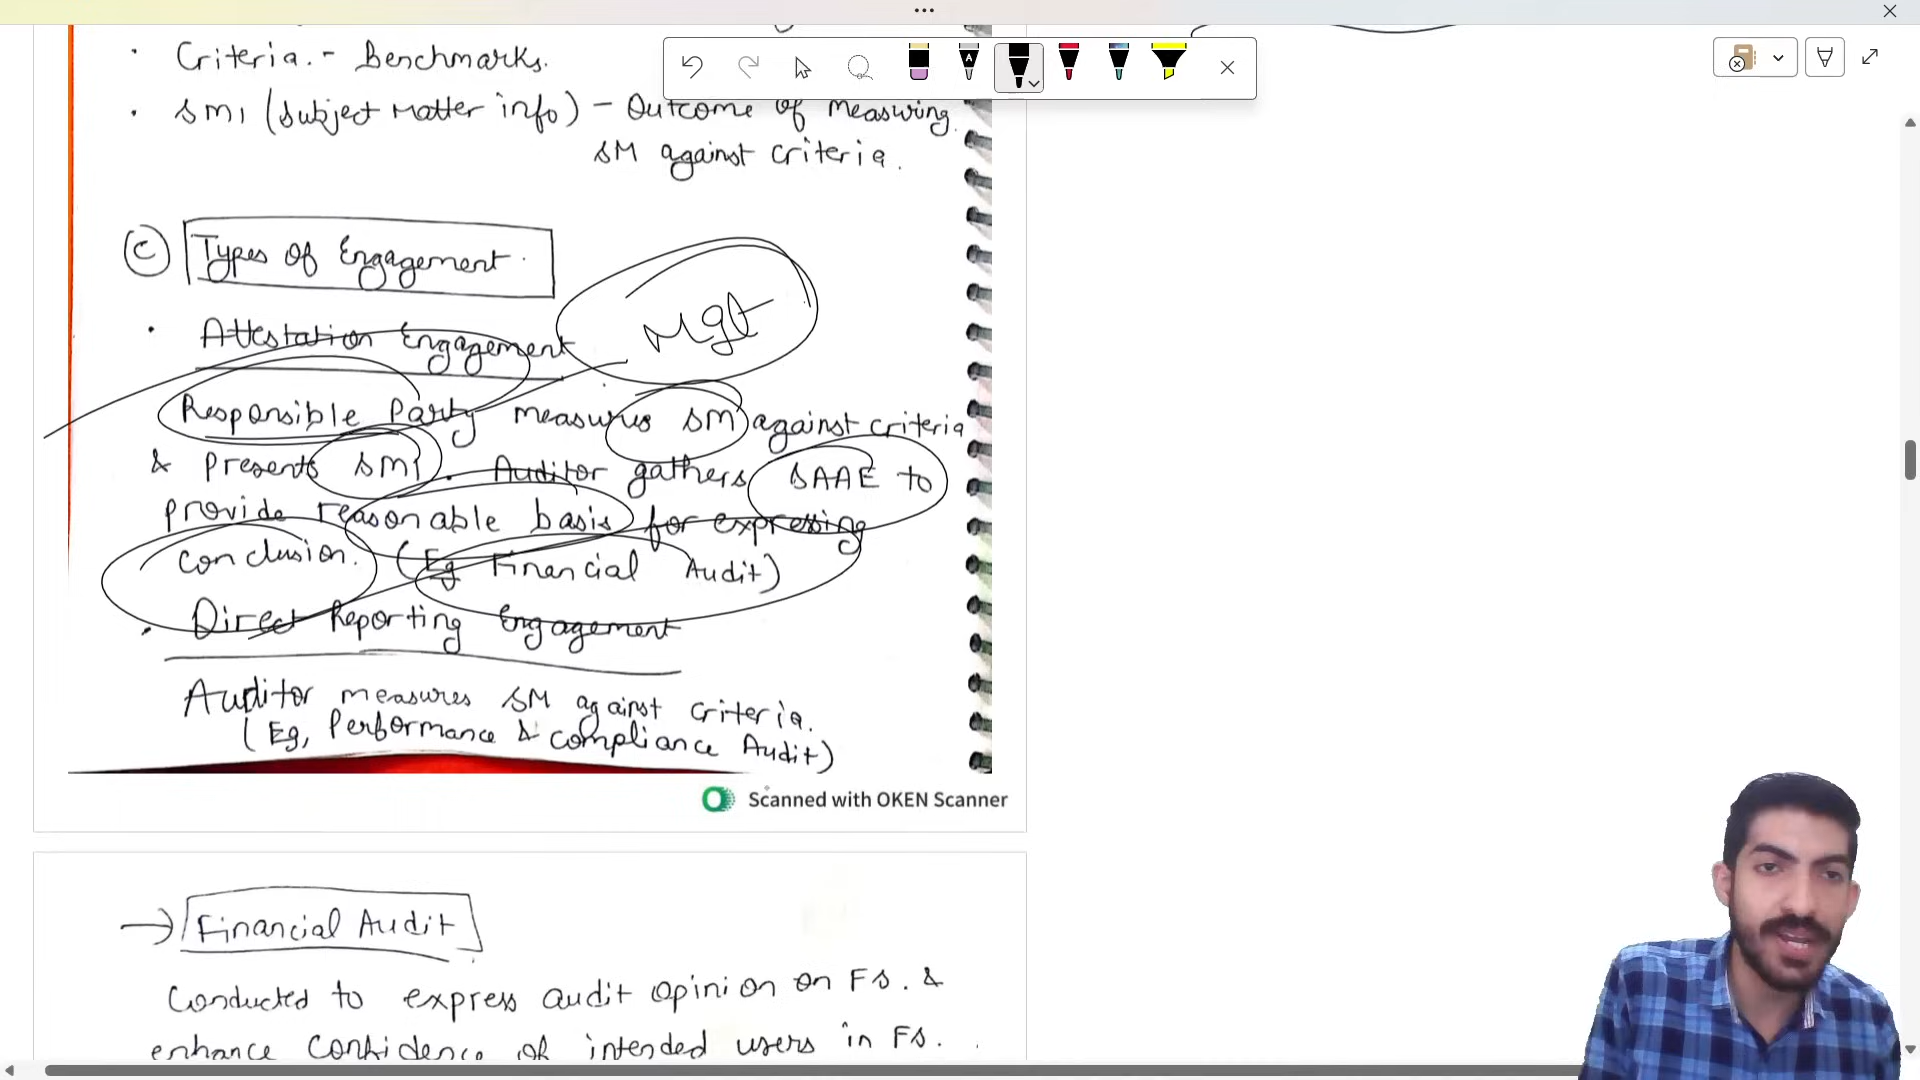 • Criteria. - Benchmarks.
• SMI (Subject Matter info) - Outcome of Measuring
SM against criteria.
C Types of Engagement.
• Attestation Engagement
Mgt
Responsible Party measures SM against criteria
& Presents SMI. Auditor gathers SAAE to
provide reasonable basis for expressing
Conclusion. (Eg Financial Audit)
• Direct Reporting Engagement
Auditor measures SM against criteria.
(Eg, Performance & compliance Audit)
Scanned with OKEN Scanner
→ Financial Audit
Conducted to express audit opinion on FS. &
enhance confidence of intended users in FS.